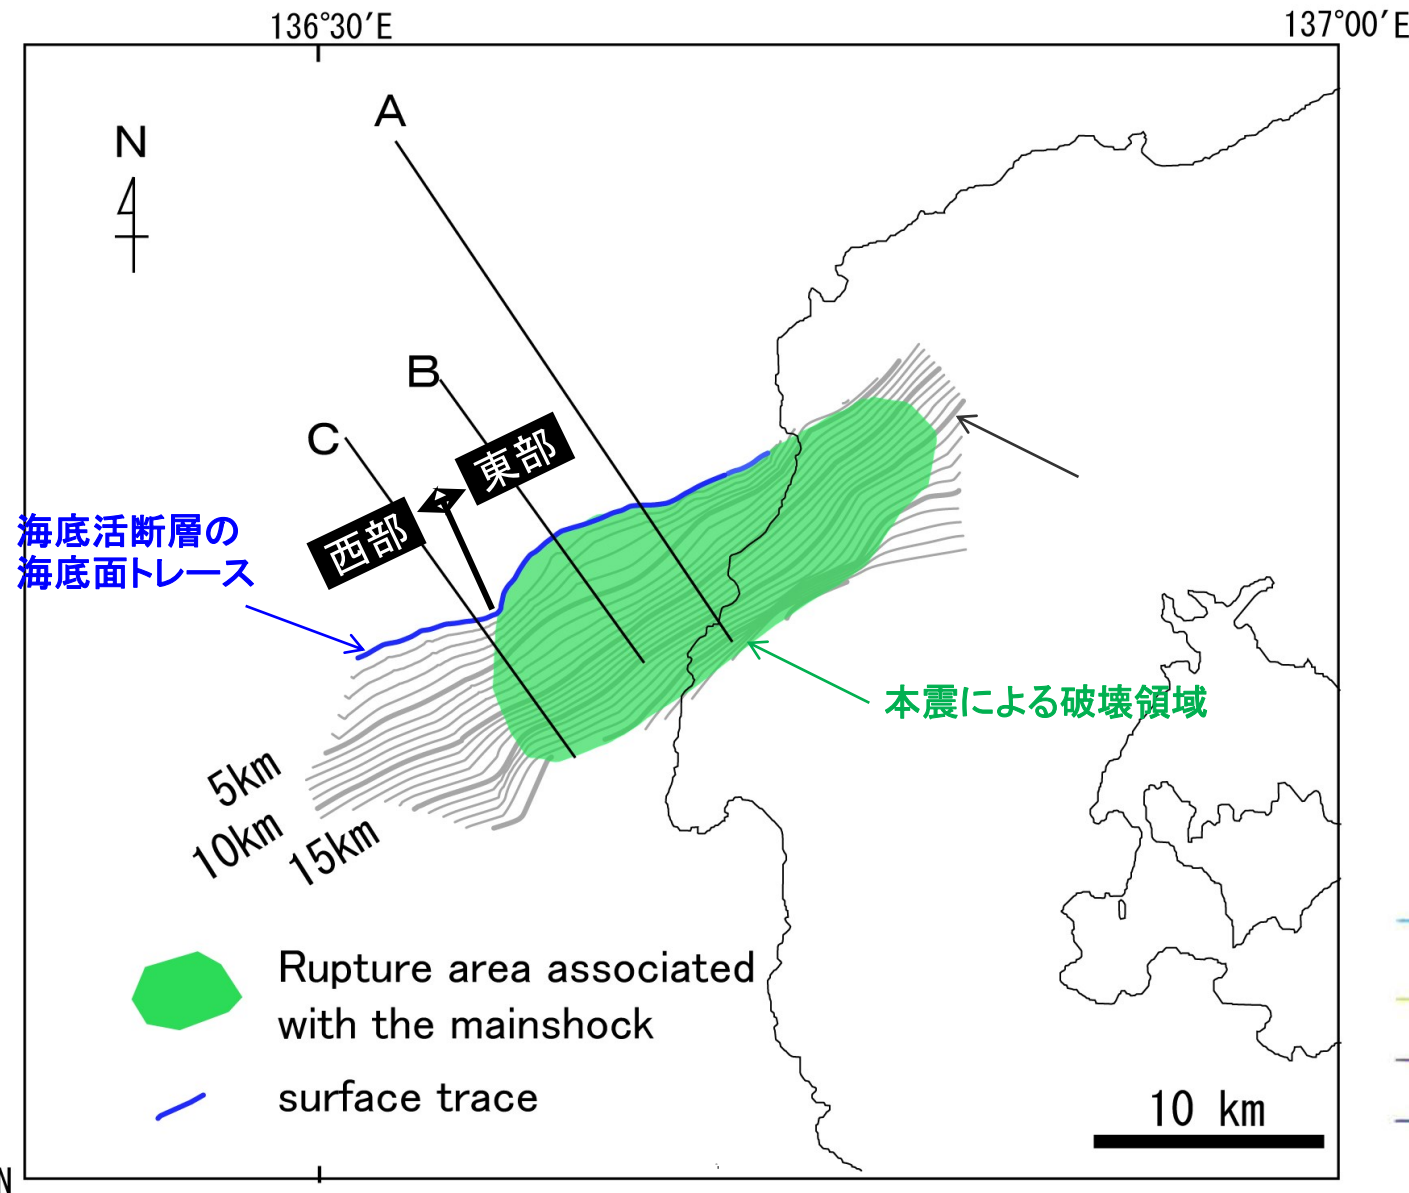 136°30′E
137°00′E
A
N
B
C
東部
西部
海底活断層の
海底面トレース
本震による破壊領域
5km
10km
15km
Rupture area associated
with the mainshock
surface trace
10 km
N